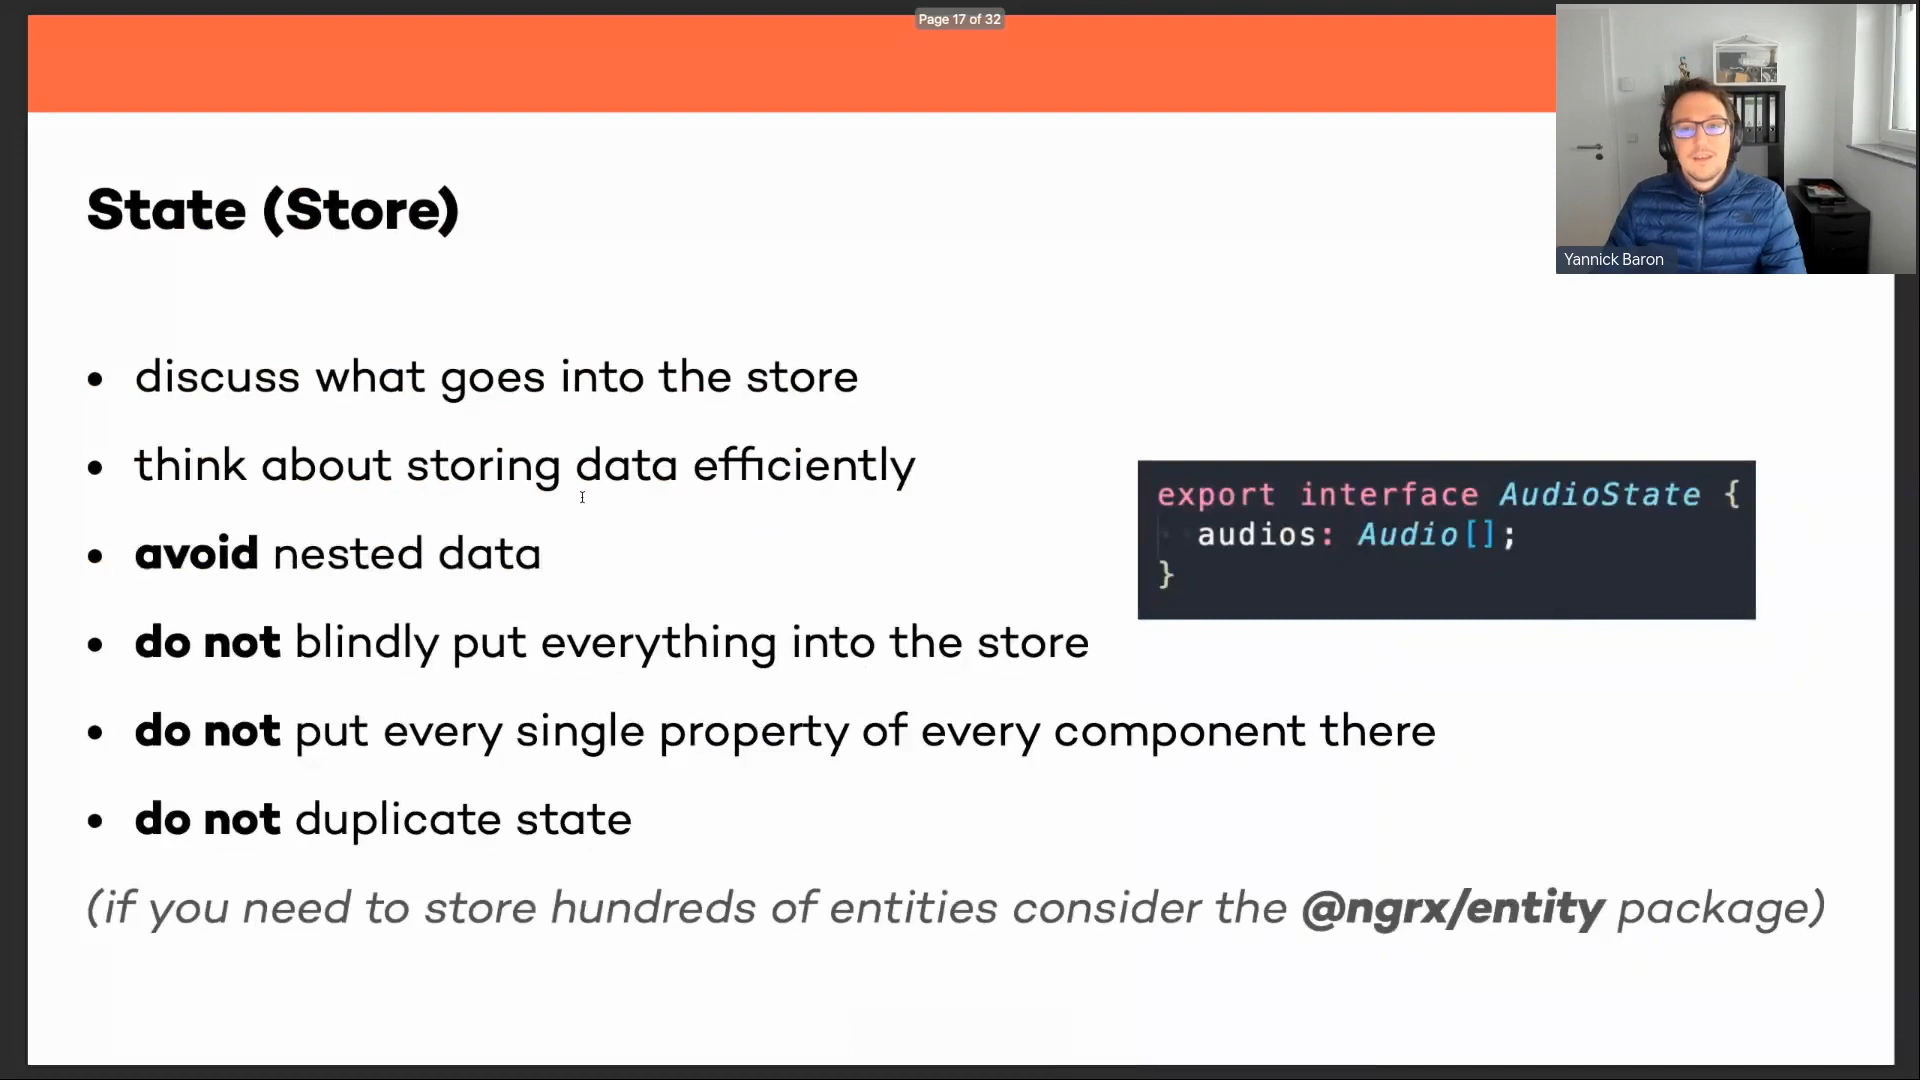 Page 17 of 32
Yannick Baron
State (Store)
• discuss what goes into the store
• think about storing data efficiently
• avoid nested data
• do not blindly put everything into the store
• do not put every single property of every component there
• do not duplicate state
(if you need to store hundreds of entities consider the @ngrx/entity package)
export interface AudioState {
audios: Audio[];
}